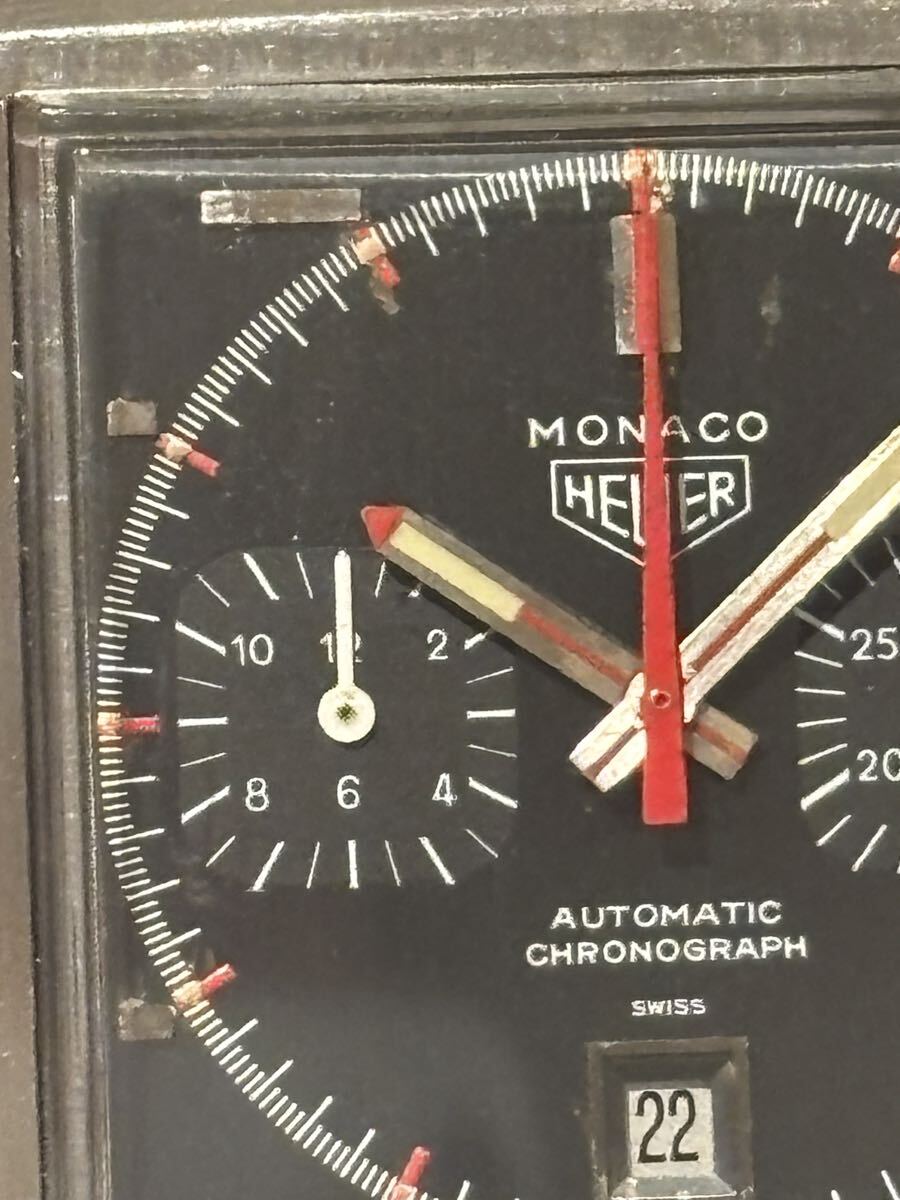 MONACO
HEUER
10 12 2
8 6 4
25
20
AUTOMATIC
CHRONOGRAPH
SWISS
22